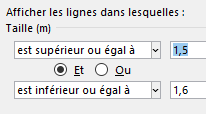 Afficher les lignes dans lesquelles :
Taille (m)
est supérieur ou égal à 1,5
Et Ou
est inférieur ou égal à 1,6